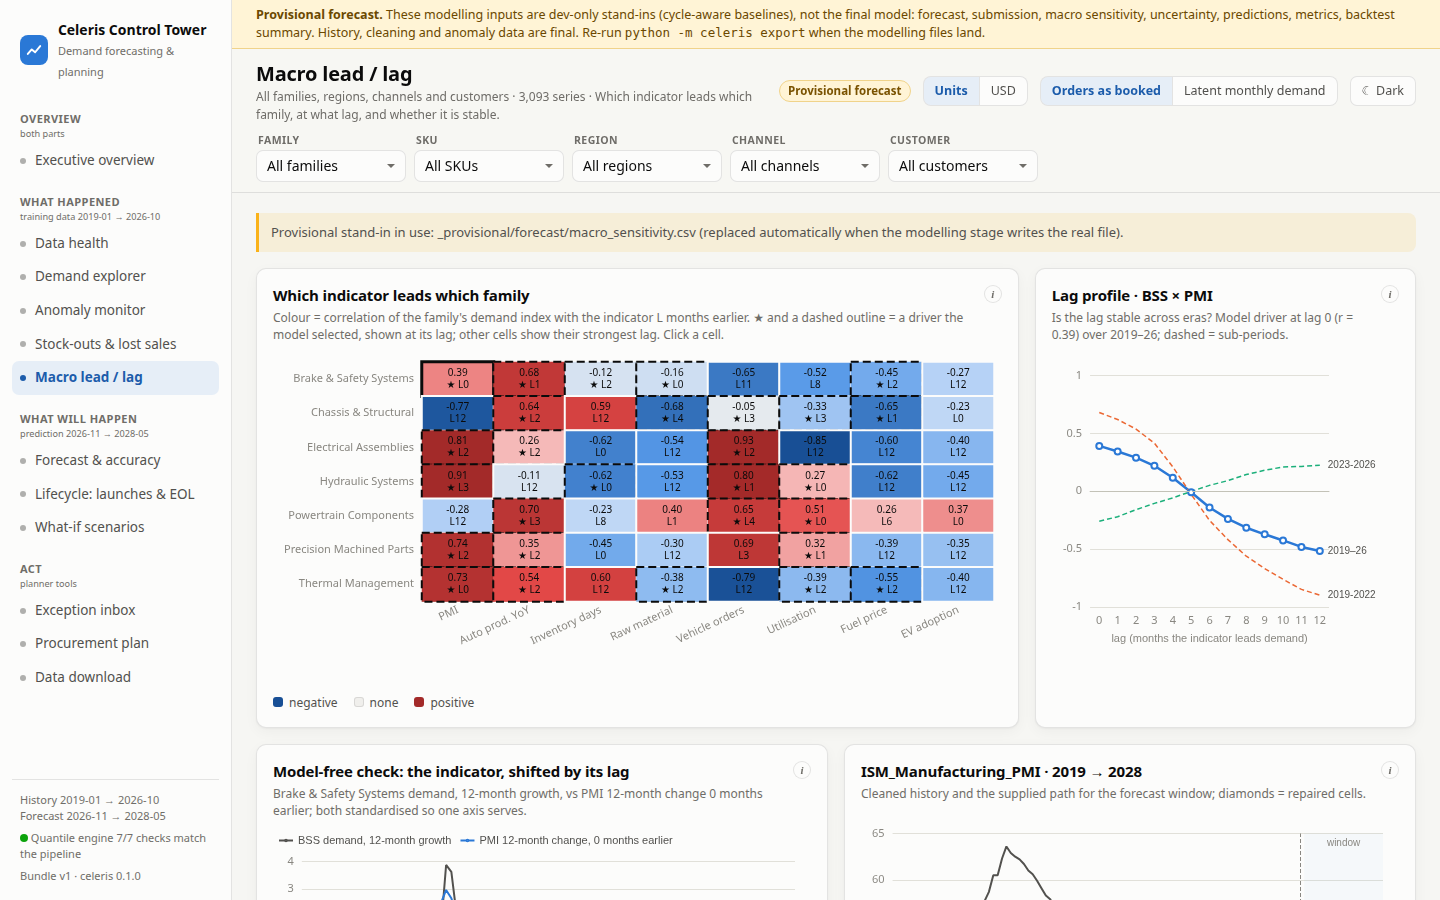 Celeris Control Tower
Demand forecasting &
planning
OVERVIEW
both parts
Executive overview
WHAT HAPPENED
training data 2019-01 → 2026-10
Data health
Demand explorer
Anomaly monitor
Stock-outs & lost sales
Macro lead / lag
WHAT WILL HAPPEN
prediction 2026-11 → 2028-05
Forecast & accuracy
Lifecycle: launches & EOL
What-if scenarios
ACT
planner tools
Exception inbox
Procurement plan
Data download
History 2019-01 → 2026-10
Forecast 2026-11 → 2028-05
Quantile engine 7/7 checks match
the pipeline
Bundle v1 · celeris 0.1.0
Provisional forecast. These modelling inputs are dev-only stand-ins (cycle-aware baselines), not the final model: forecast, submission, macro sensitivity, uncertainty, predictions, metrics, backtest
summary. History, cleaning and anomaly data are final. Re-run python -m celeris export when the modelling files land.
Macro lead / lag
All families, regions, channels and customers · 3,093 series · Which indicator leads which
family, at what lag, and whether it is stable.
Provisional forecast
Units USD
Orders as booked Latent monthly demand
☾ Dark
FAMILY SKU REGION CHANNEL CUSTOMER
All families All SKUs All regions All channels All customers
Provisional stand-in in use: _provisional/forecast/macro_sensitivity.csv (replaced automatically when the modelling stage writes the real file).
Which indicator leads which family
i
Colour = correlation of the family's demand index with the indicator L months earlier. ★ and a dashed outline = a driver the
model selected, shown at its lag; other cells show their strongest lag. Click a cell.
Brake & Safety Systems 0.39 0.68 -0.12 -0.16 -0.65 -0.52 -0.45 -0.27
★ L0 ★ L1 ★ L2 ★ L0 L11 L8 ★ L2 L12
Chassis & Structural -0.77 0.64 0.59 -0.68 -0.05 -0.33 -0.65 -0.23
L12 ★ L2 L12 ★ L4 ★ L3 ★ L3 ★ L1 L0
Electrical Assemblies 0.81 0.26 -0.62 -0.54 0.93 -0.85 -0.60 -0.40
★ L2 ★ L2 L0 L12 ★ L2 L12 L12 L12
Hydraulic Systems 0.91 -0.11 -0.62 -0.53 0.80 0.27 -0.62 -0.45
★ L3 L12 ★ L0 L12 ★ L1 ★ L0 L12 L12
Powertrain Components -0.28 0.70 -0.23 0.40 0.65 0.51 0.26 0.37
L12 ★ L3 L8 L1 ★ L4 ★ L0 L6 L0
Precision Machined Parts 0.74 0.35 -0.45 -0.30 0.69 0.32 -0.39 -0.35
★ L2 ★ L2 L0 L12 L3 ★ L1 L12 L12
Thermal Management 0.73 0.54 0.60 -0.38 -0.79 -0.39 -0.55 -0.40
★ L0 ★ L2 L12 ★ L2 L12 ★ L2 ★ L2 L12
PMI Auto prod. YoY Inventory days Raw material Vehicle orders Utilisation Fuel price EV adoption
negative none positive
Lag profile · BSS × PMI
i
Is the lag stable across eras? Model driver at lag 0 (r =
0.39) over 2019–26; dashed = sub-periods.
1
0.5
0
-0.5
-1
2023-2026
2019–26
2019-2022
0 1 2 3 4 5 6 7 8 9 10 11 12
lag (months the indicator leads demand)
Model-free check: the indicator, shifted by its lag
i
Brake & Safety Systems demand, 12-month growth, vs PMI 12-month change 0 months
earlier; both standardised so one axis serves.
BSS demand, 12-month growth PMI 12-month change, 0 months earlier
4
3
ISM_Manufacturing_PMI · 2019 → 2028
i
Cleaned history and the supplied path for the forecast window; diamonds = repaired cells.
65
60
window